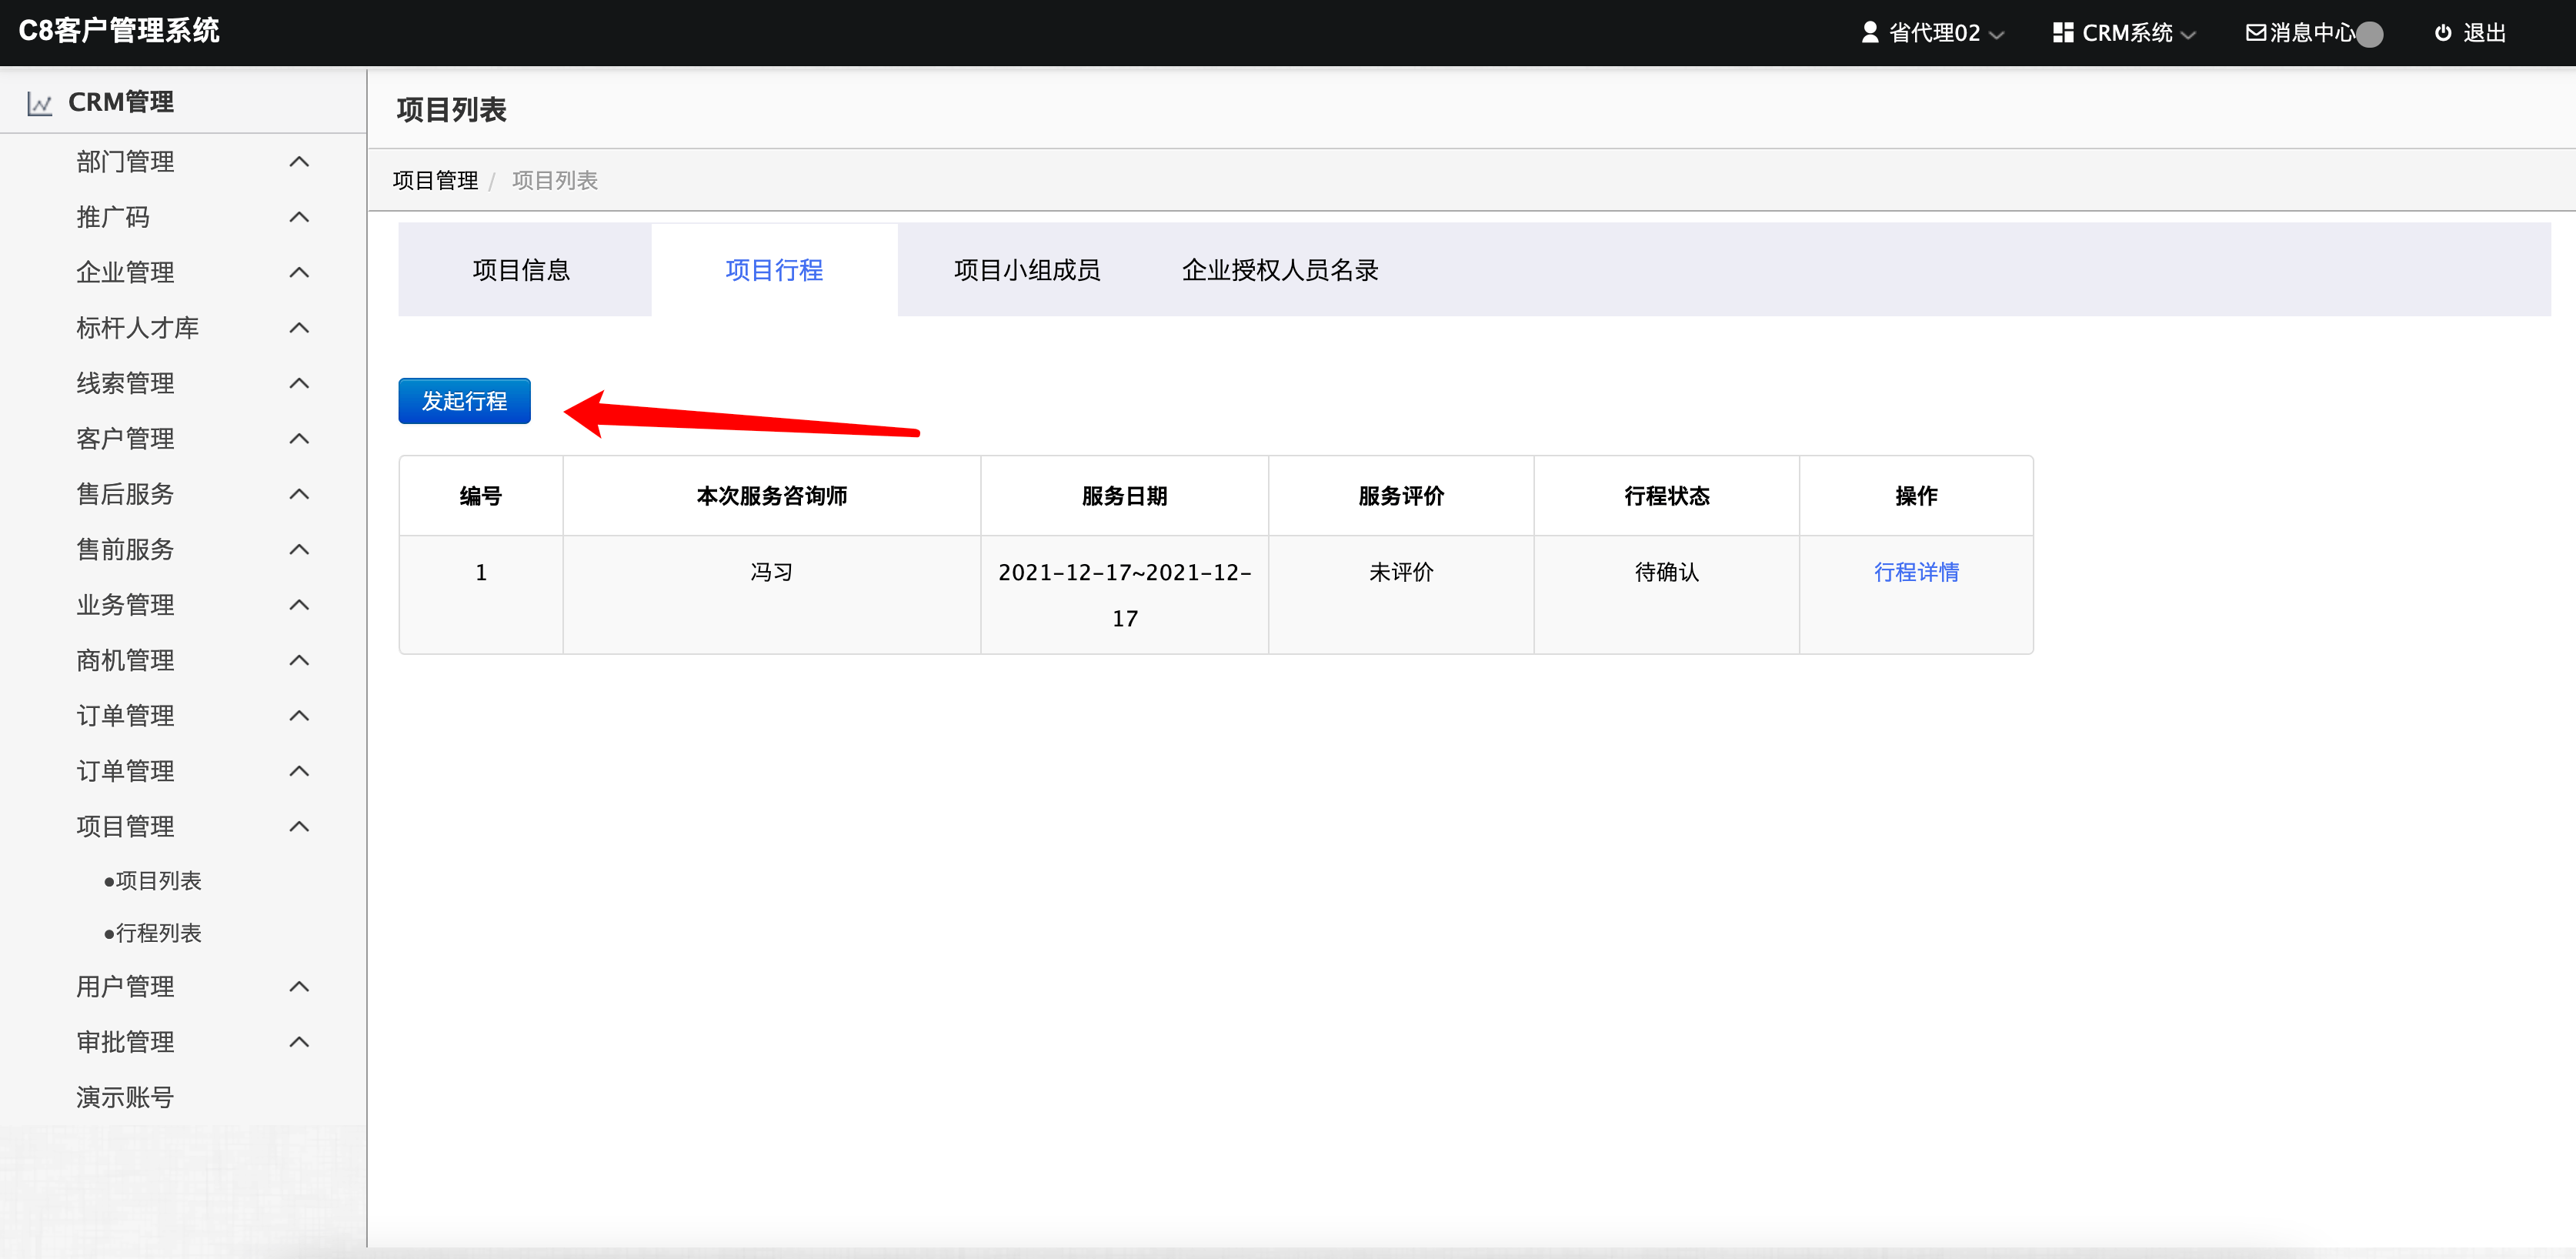 C8客户管理系统
省代理02
CRM系统
消息中心
退出
CRM管理
部门管理
推广码
企业管理
标杆人才库
线索管理
客户管理
售后服务
售前服务
业务管理
商机管理
订单管理
订单管理
项目管理
●项目列表
●行程列表
用户管理
审批管理
演示账号
项目列表
项目管理 / 项目列表
项目信息 项目行程 项目小组成员 企业授权人员名录
发起行程
编号 本次服务咨询师 服务日期 服务评价 行程状态 操作
1 冯习 2021-12-17~2021-12- 未评价 待确认 行程详情
17